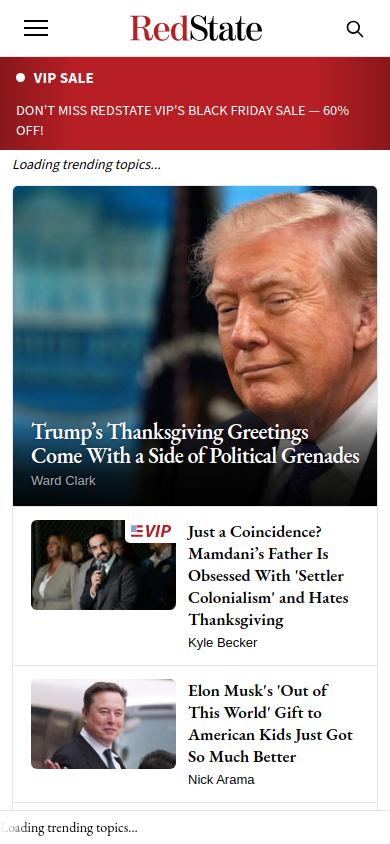 RedState
VIP SALE
DON'T MISS REDSTATE VIP'S BLACK FRIDAY SALE — 60%
OFF!
Loading trending topics...
Trump’s Thanksgiving Greetings
Come With a Side of Political Grenades
Ward Clark
VIP
Just a Coincidence?
Mamdani’s Father Is
Obsessed With 'Settler
Colonialism' and Hates
Thanksgiving
Kyle Becker
Elon Musk's 'Out of
This World' Gift to
American Kids Just Got
So Much Better
Nick Arama
Loading trending topics...